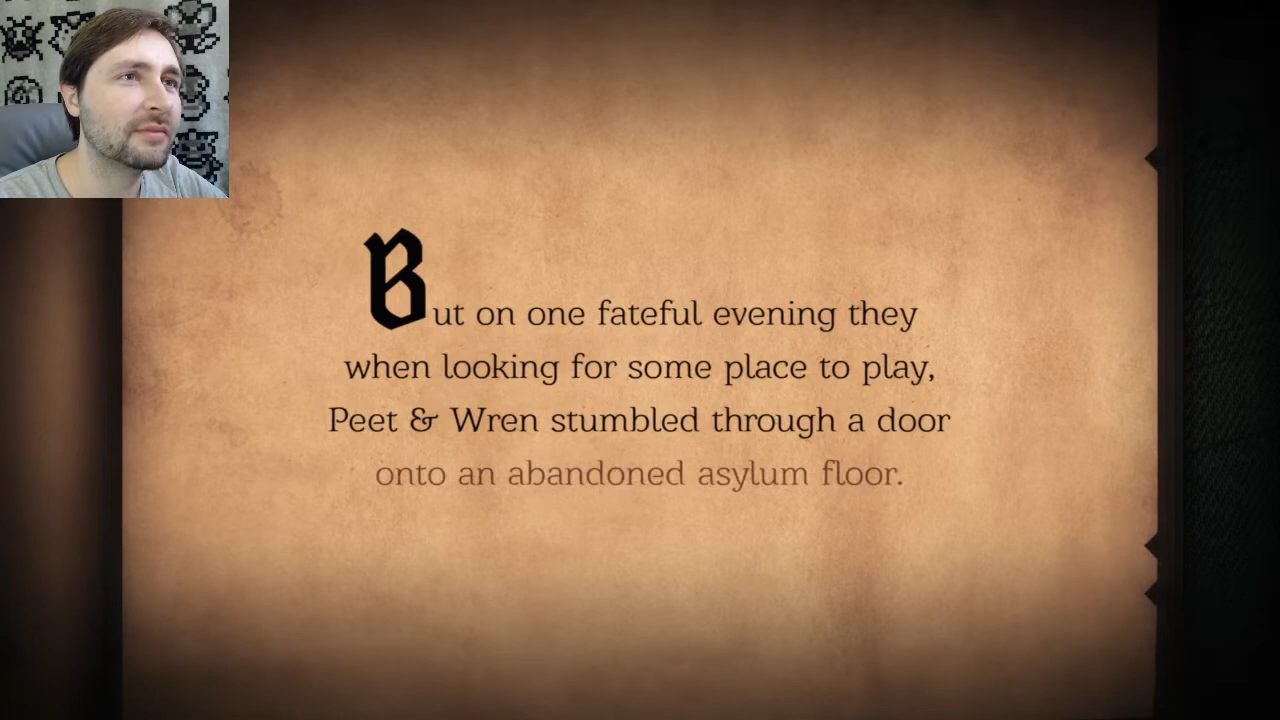 But on one fateful evening they
when looking for some place to play,
Peet & Wren stumbled through a door
onto an abandoned asylum floor.